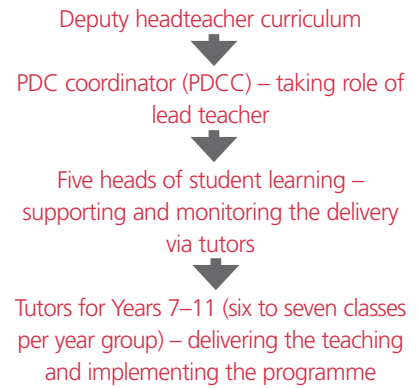 Deputy headteacher curriculum
PDC coordinator (PDCC) – taking role of
lead teacher
Five heads of student learning –
supporting and monitoring the delivery
via tutors
Tutors for Years 7–11 (six to seven classes
per year group) – delivering the teaching
and implementing the programme